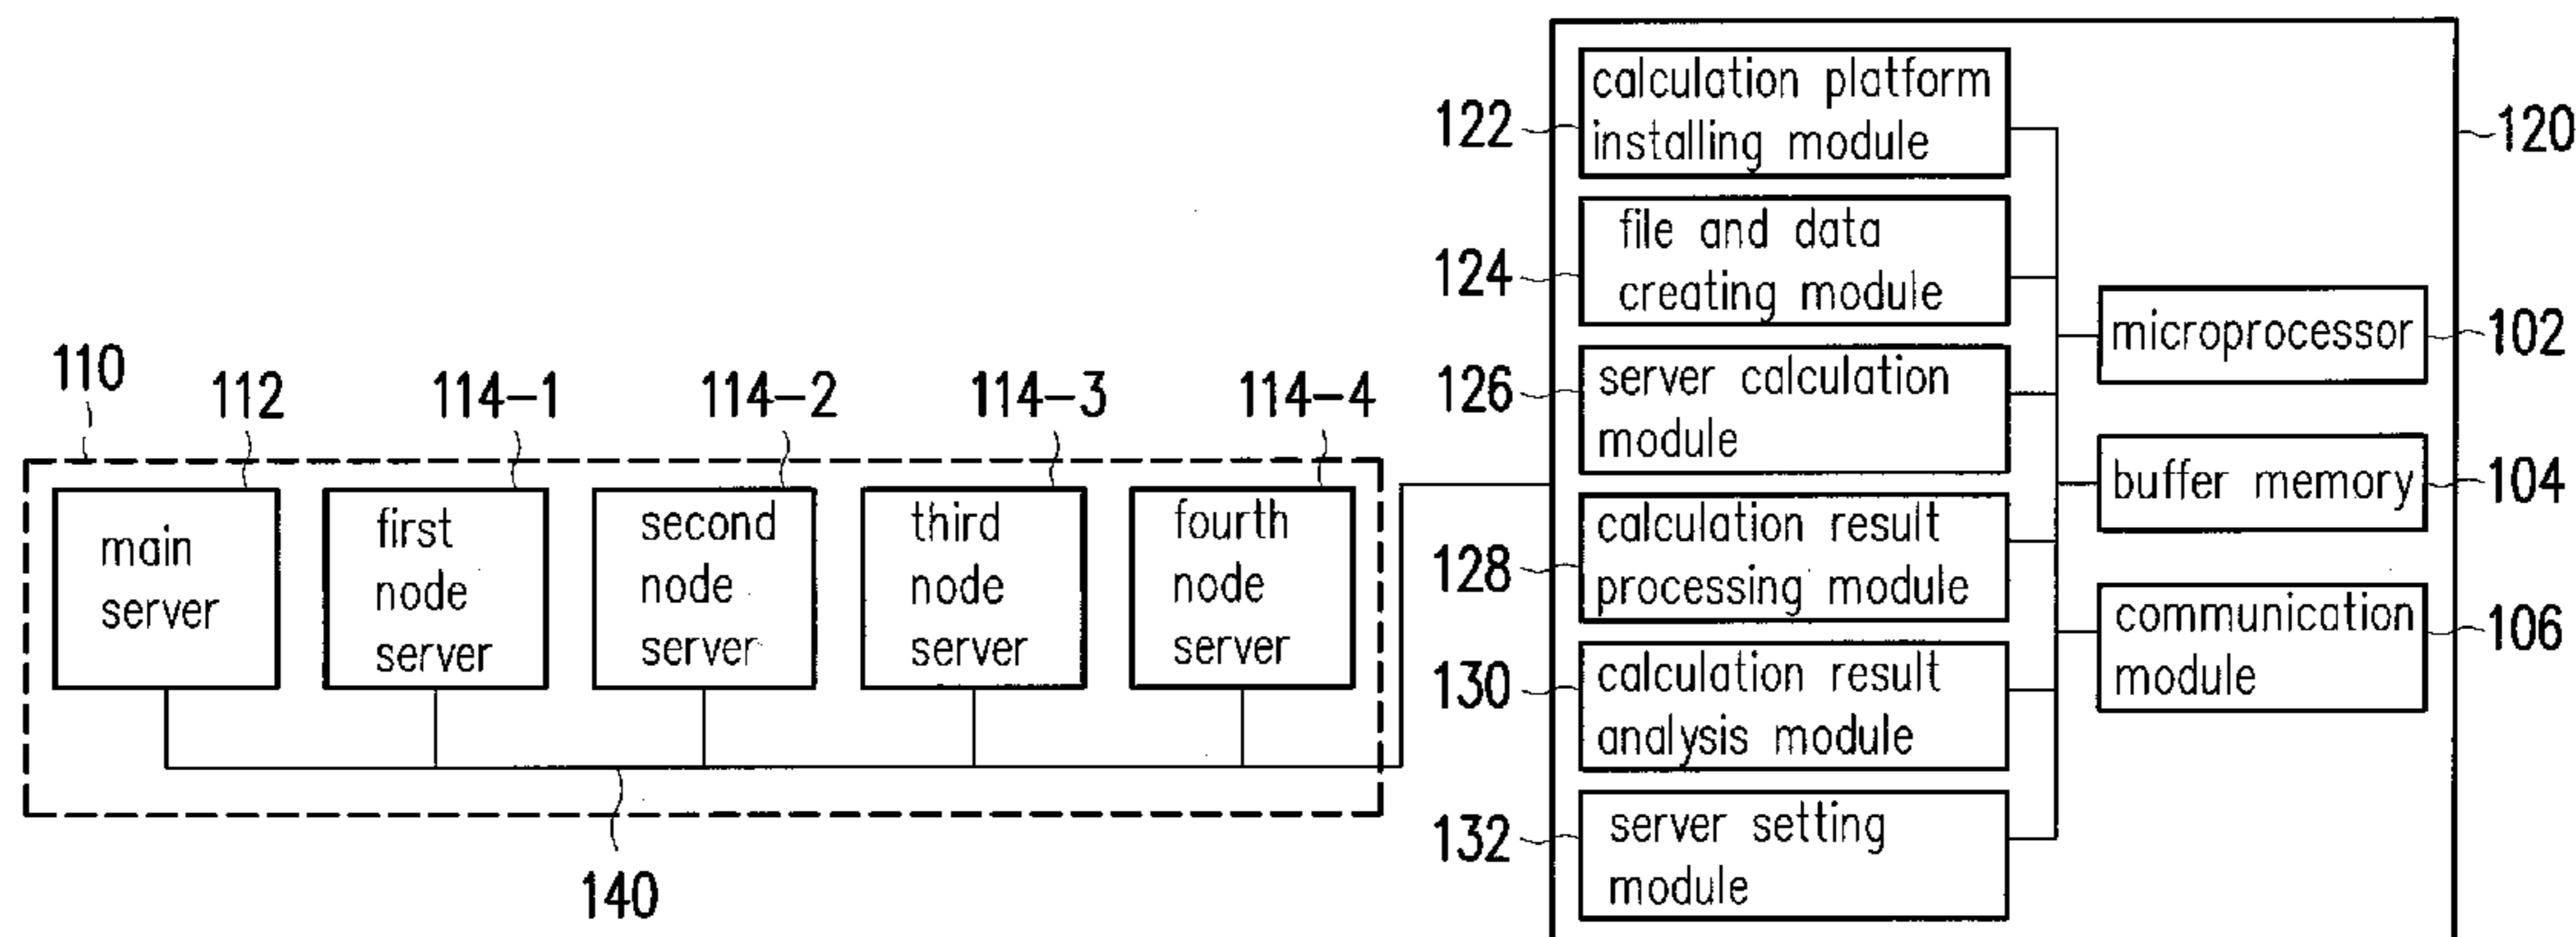 110
112
114-1
114-2
114-3
114-4
main
server
first
node
server
second
node
server
third
node
server
fourth
node
server
140
120
122
calculation platform
installing module
124
file and data
creating module
126
server calculation
module
128
calculation result
processing module
130
calculation result
analysis module
132
server setting
module
microprocessor
102
buffer memory
104
communication
module
106